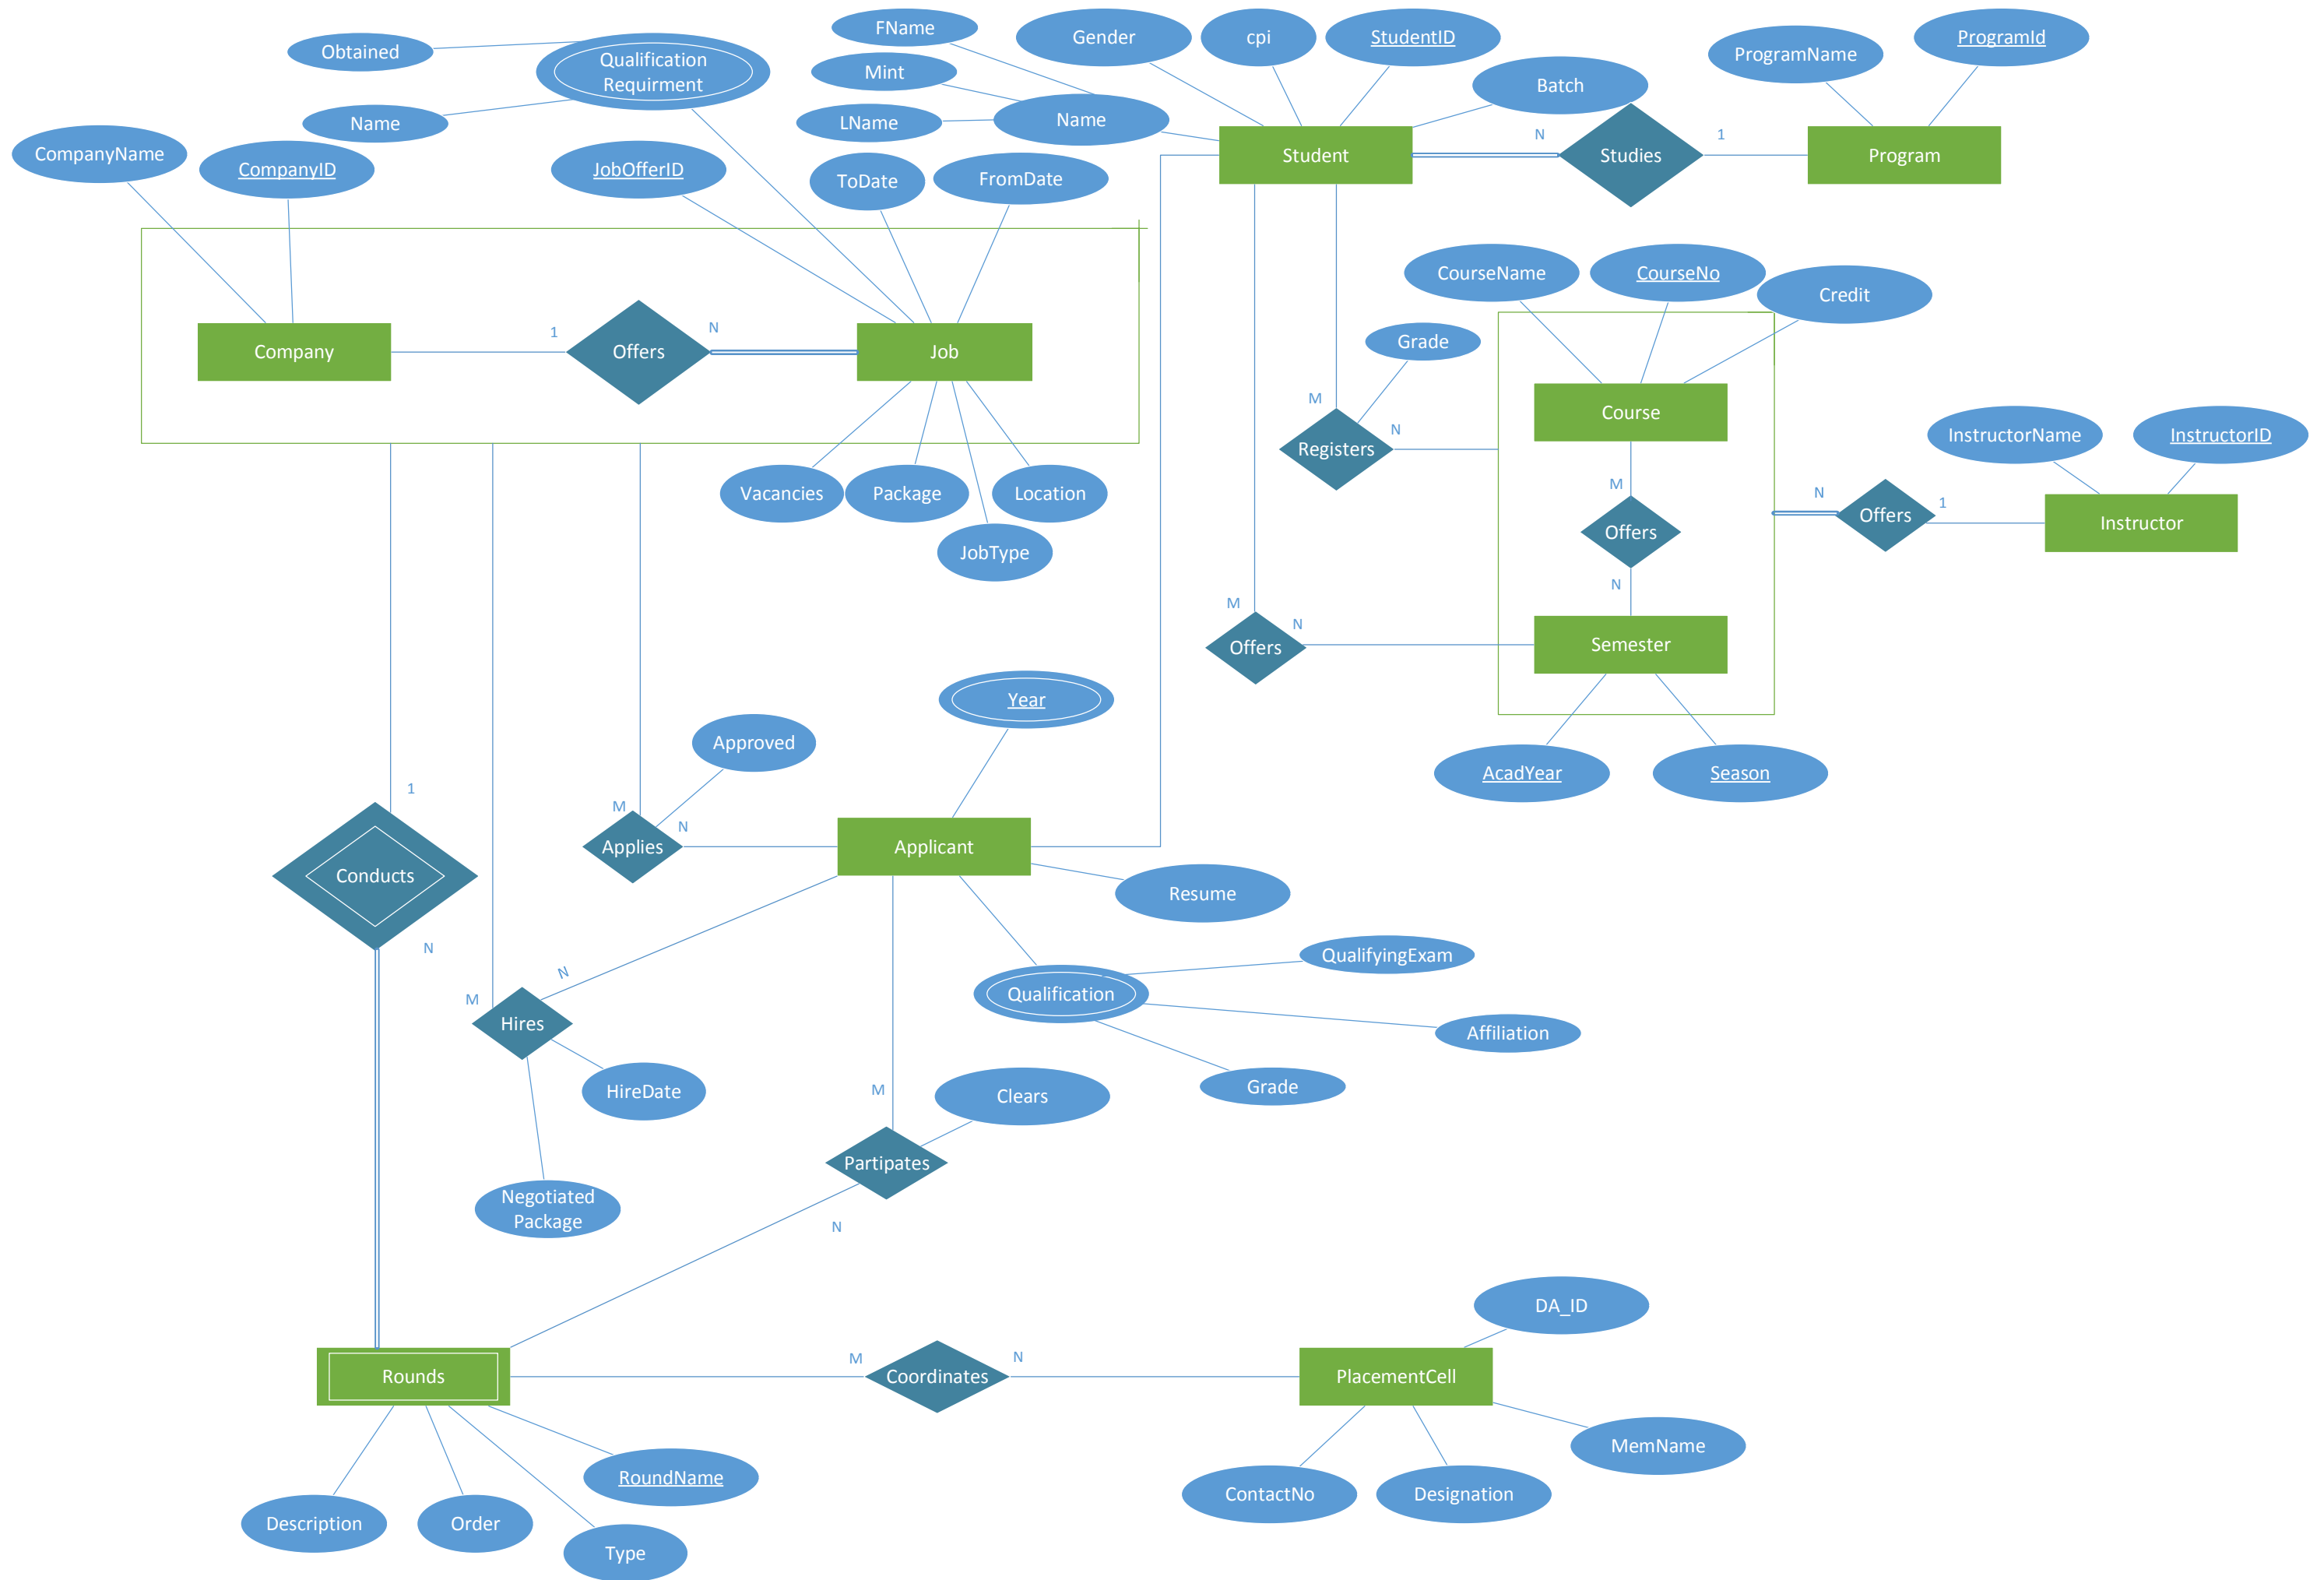 FName
Gender
cpi
StudentID
ProgramId
Obtained
Qualification
Requirment
ProgramName
Mint
Batch
Name
LName
Name
CompanyName
CompanyID
JobOfferID
ToDate
FromDate
Student
N
Studies
1
Program
CourseName
CourseNo
Credit
Company
1
Offers
N
Job
Grade
Course
M
Registers
N
InstructorName
InstructorID
Vacancies
Package
Location
M
N
Offers
1
Instructor
Offers
JobType
N
M
Offers
N
Semester
Year
Approved
AcadYear
Season
1
M
Applies
N
Applicant
Conducts
Resume
N
QualifyingExam
N
M
Hires
Qualification
Affiliation
HireDate
M
Clears
Grade
Partipates
Negotiated
Package
N
DA_ID
Rounds
M
Coordinates
N
PlacementCell
MemName
RoundName
ContactNo
Designation
Description
Order
Type